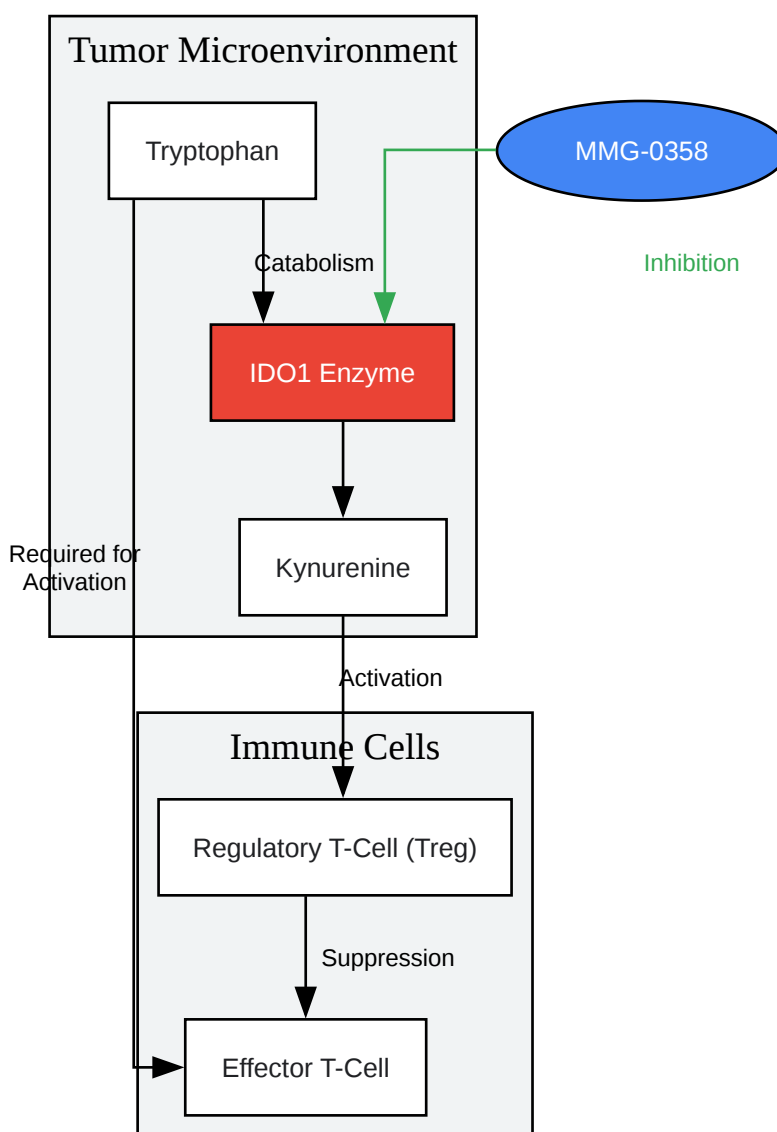 Tumor Microenvironment
Tryptophan
MMG-0358
Catabolism
Inhibition
IDO1 Enzyme
Required for
Activation
Kynurenine
Activation
Immune Cells
Regulatory T-Cell (Treg)
Suppression
Effector T-Cell